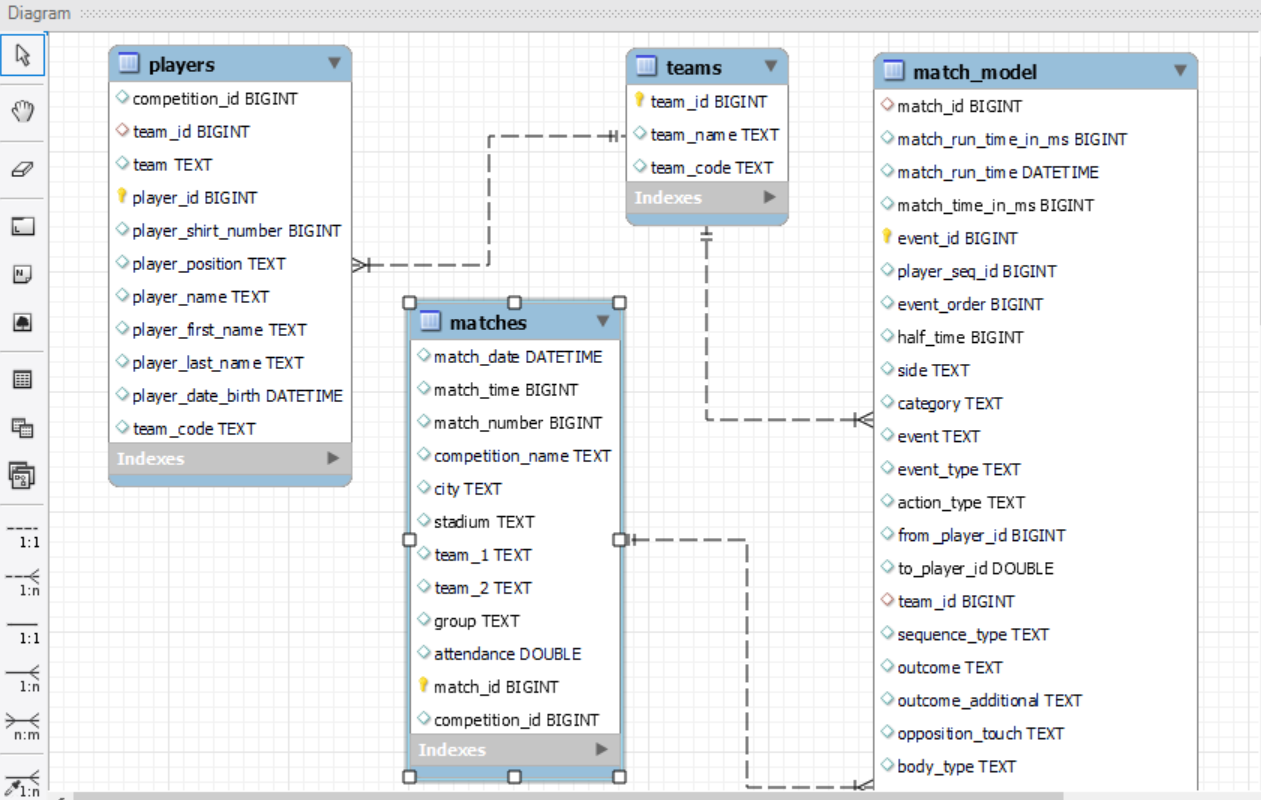 Diagram
players
competition_id BIGINT
team_id BIGINT
team TEXT
player_id BIGINT
player_shirt_number BIGINT
player_position TEXT
player_name TEXT
player_first_name TEXT
player_last_name TEXT
player_date_birth DATETIME
team_code TEXT
Indexes
teams
team_id BIGINT
team_name TEXT
team_code TEXT
Indexes
matches
match_date DATETIME
match_time BIGINT
match_number BIGINT
competition_name TEXT
city TEXT
stadium TEXT
team_1 TEXT
team_2 TEXT
group TEXT
attendance DOUBLE
match_id BIGINT
competition_id BIGINT
Indexes
match_model
match_id BIGINT
match_run_time_in_ms BIGINT
match_run_time DATETIME
match_time_in_ms BIGINT
event_id BIGINT
player_seq_id BIGINT
event_order BIGINT
half_time BIGINT
side TEXT
category TEXT
event TEXT
event_type TEXT
action_type TEXT
from_player_id BIGINT
to_player_id DOUBLE
team_id BIGINT
sequence_type TEXT
outcome TEXT
outcome_additional TEXT
opposition_touch TEXT
body_type TEXT
1:1
1:n
1:1
1:n
n:m
1:n